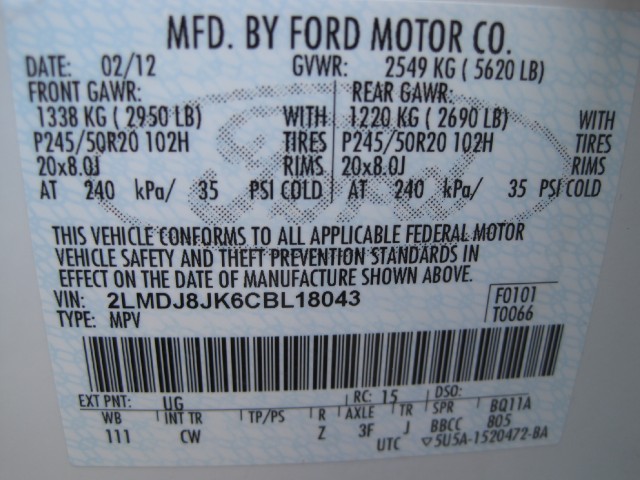 MFD. BY FORD MOTOR CO.
DATE: 02/12 GVWR: 2549 KG ( 5620 LB)
FRONT GAWR: REAR GAWR:
1338 KG ( 2950 LB) WITH 1220 KG ( 2690 LB) WITH
P245/50R20 102H TIRES P245/50R20 102H TIRES
20x8.0J RIMS 20x8.0J RIMS
AT 240 kPa/ 35 PSI COLD AT 240 kPa/ 35 PSI COLD
Ford
THIS VEHICLE CONFORMS TO ALL APPLICABLE FEDERAL MOTOR
VEHICLE SAFETY AND THEFT PREVENTION STANDARDS IN
EFFECT ON THE DATE OF MANUFACTURE SHOWN ABOVE.
VIN: 2LMDJ8JK6CBL18043 F0101
TYPE: MPV T0066
EXT PNT: UG RC: 15 DSO:
WB INT TR TP/PS R AXLE TR SPR BQ11A
111 CW Z 3F J BBCC 805
UTC ▽5U5A-1520472-BA